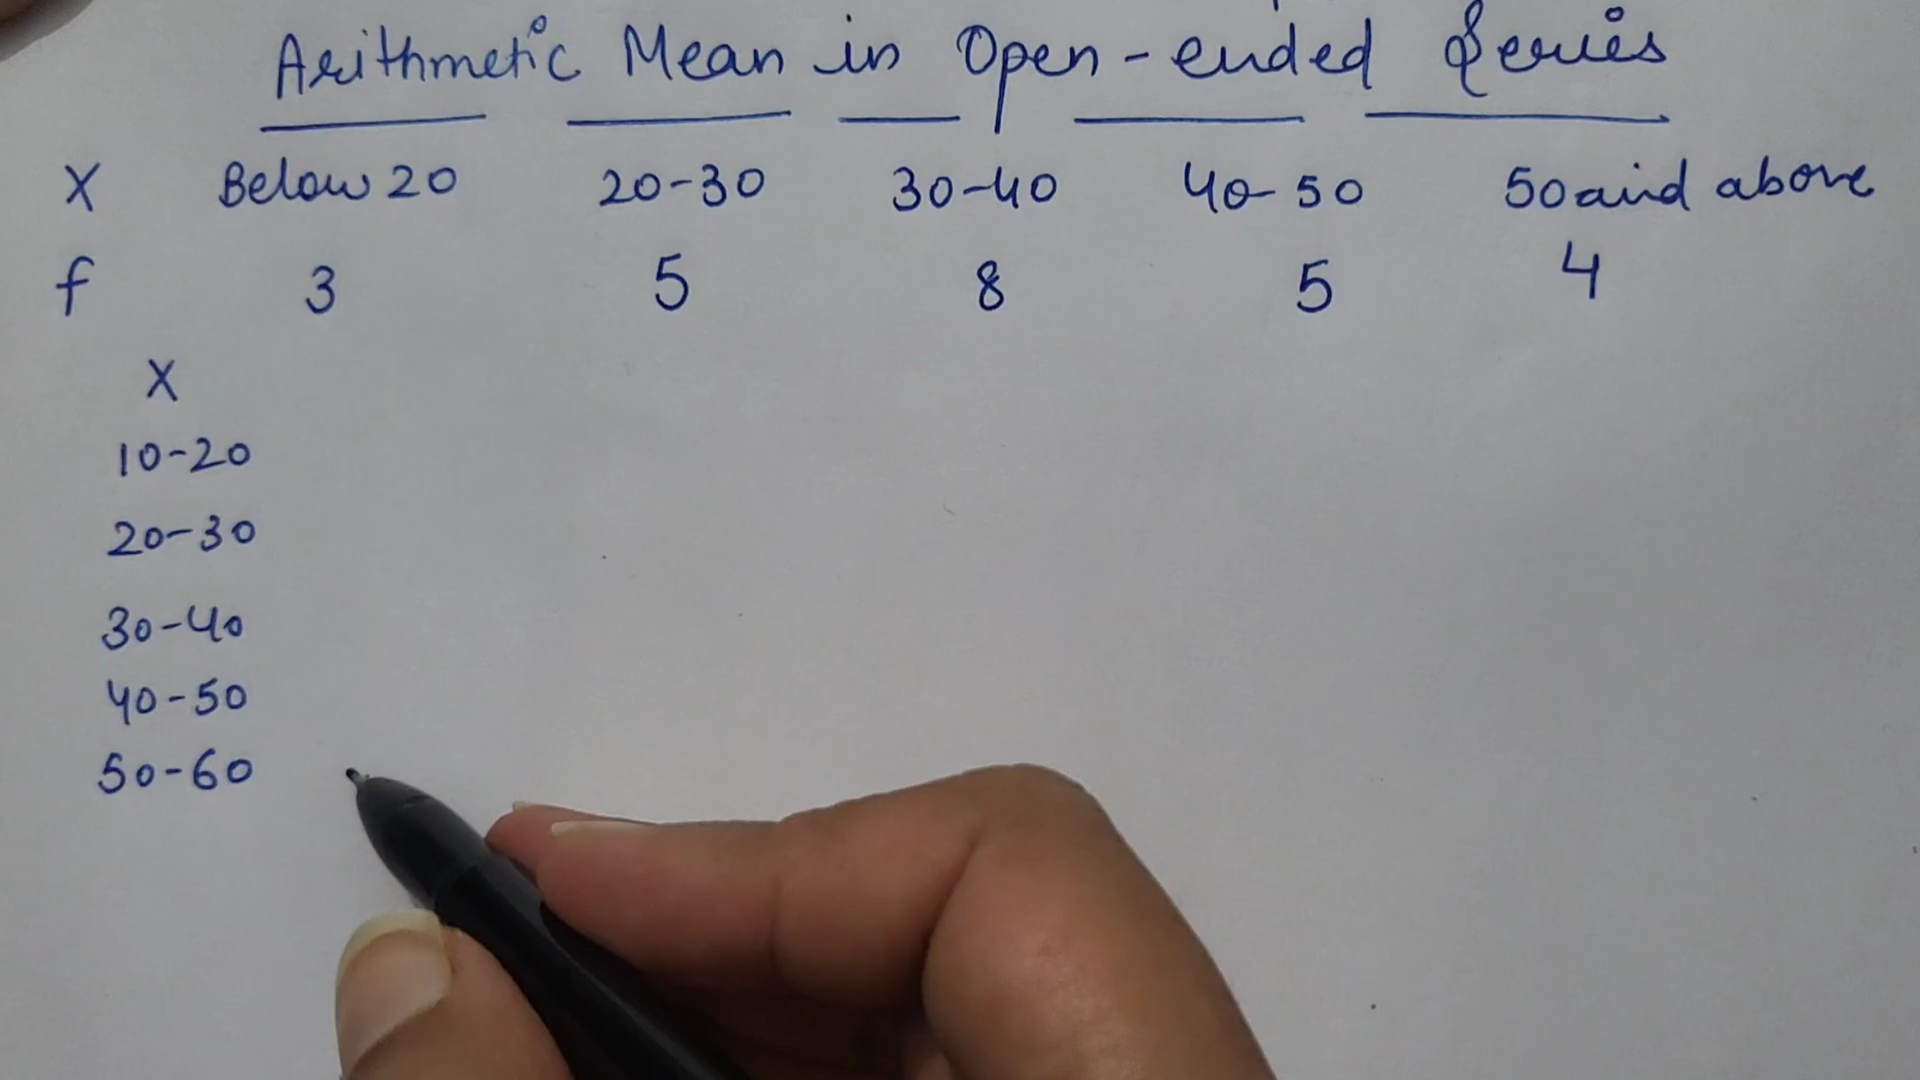 Arithmetic Mean in Open-ended Series
X Below 20 20-30 30-40 40-50 50 and above
f 3 5 8 5 4
X
10-20
20-30
30-40
40-50
50-60